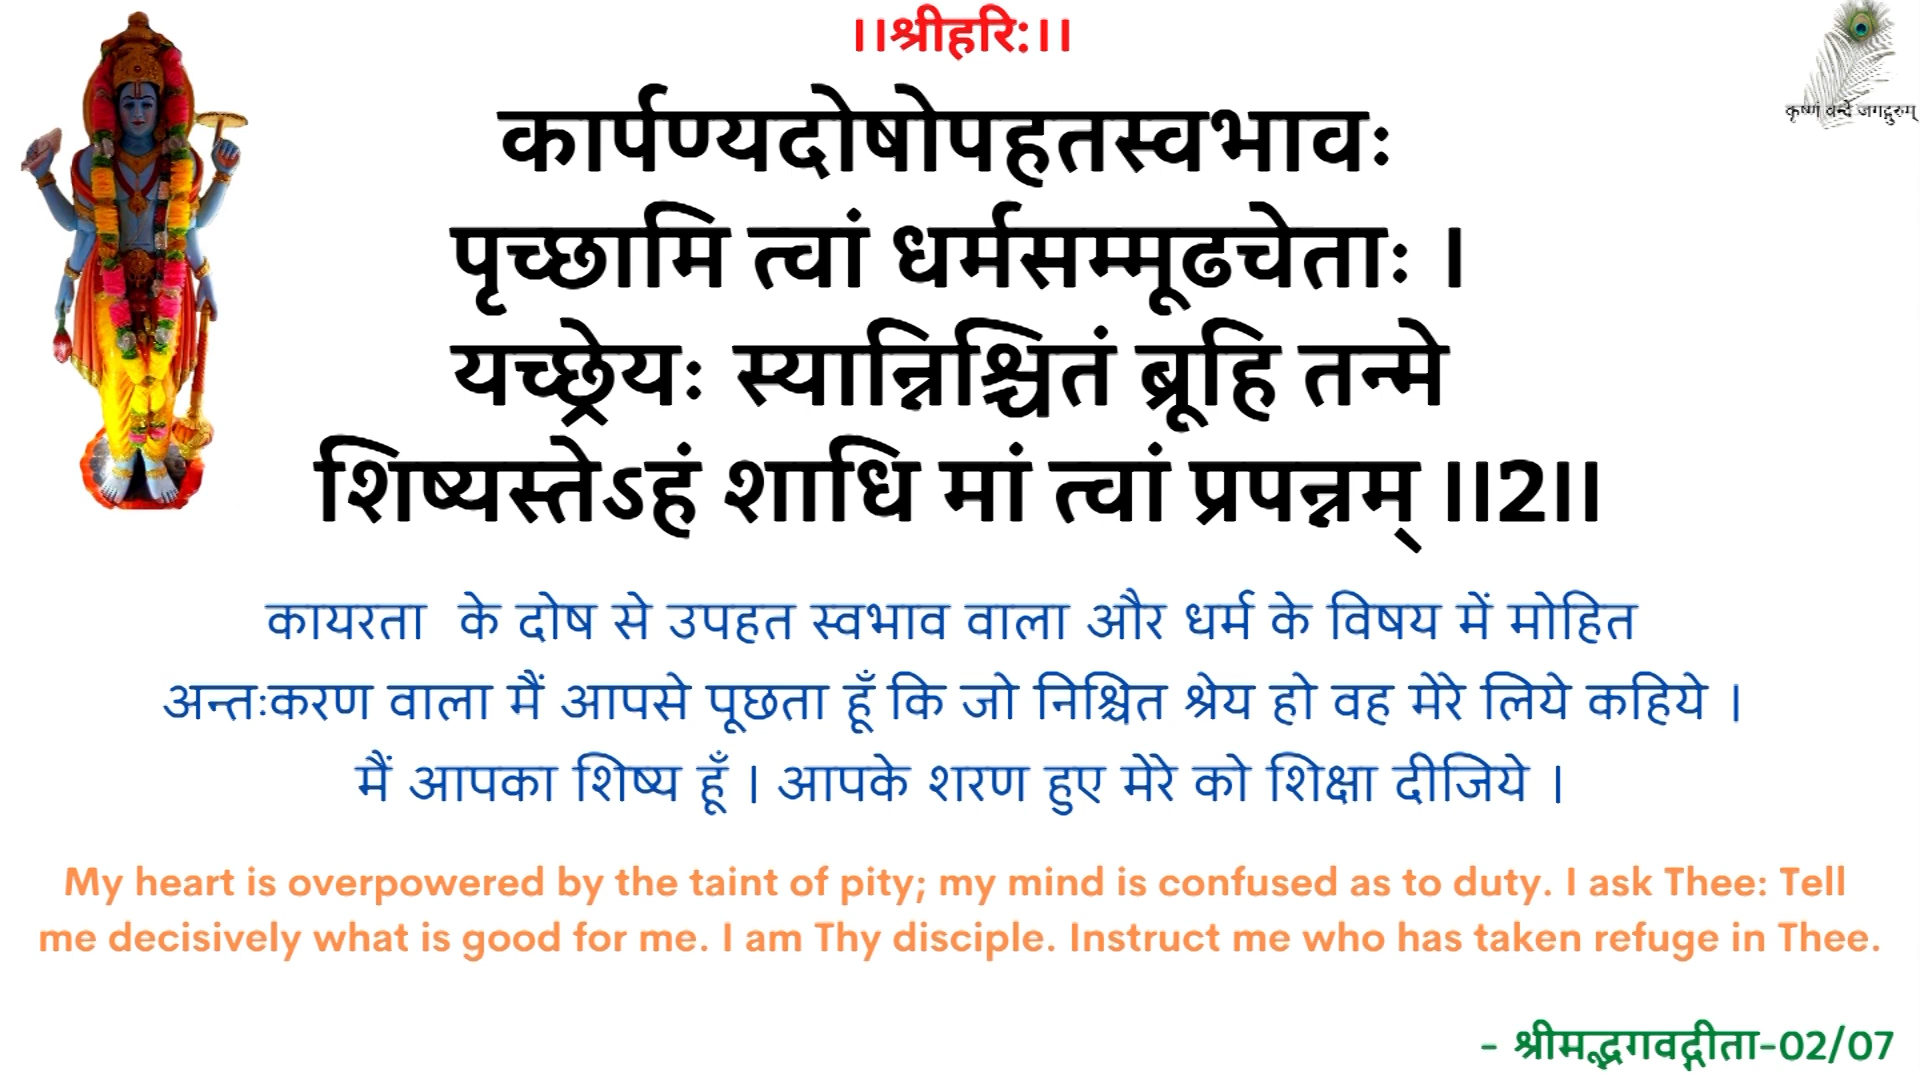 ।।श्रीहरि:।।
कृष्णं वन्दे जगद्गुरुम्
कार्पण्यदोषोपहतस्वभावः
पृच्छामि त्वां धर्मसम्मूढचेताः ।
यच्छ्रेयः स्यान्निश्चितं ब्रूहि तन्मे
शिष्यस्तेऽहं शाधि मां त्वां प्रपन्नम् ।।2।।
कायरता के दोष से उपहत स्वभाव वाला और धर्म के विषय में मोहित
अन्तःकरण वाला मैं आपसे पूछता हूँ कि जो निश्चित श्रेय हो वह मेरे लिये कहिये ।
मैं आपका शिष्य हूँ । आपके शरण हुए मेरे को शिक्षा दीजिये ।
My heart is overpowered by the taint of pity; my mind is confused as to duty. I ask Thee: Tell
me decisively what is good for me. I am Thy disciple. Instruct me who has taken refuge in Thee.
- श्रीमद्भगवद्गीता-02/07